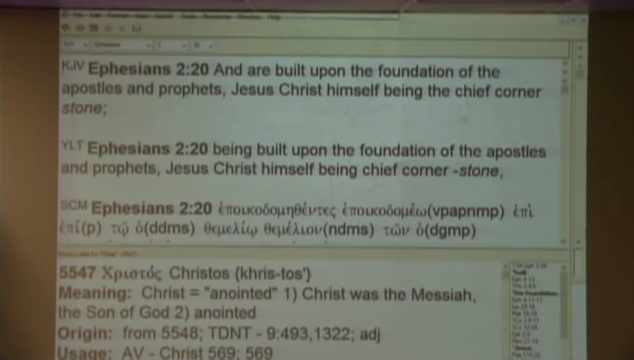 KJV Ephesians 2:20 And are built upon the foundation of the
apostles and prophets, Jesus Christ himself being the chief corner
stone;
YLT Ephesians 2:20 being built upon the foundation of the apostles
and prophets, Jesus Christ himself being chief corner -stone,
SCM Ephesians 2:20 ἐποικοδομηθέντες ἐποικοδομέω(vpapnmp) ἐπὶ
ἐπί(p) τῷ ὁ(ddms) θεμελίῳ θεμέλιον(ndms) τῶν ὁ(dgmp)
5547 Χριστός Christos {khris-tos'}
Meaning: Christ = "anointed" 1) Christ was the Messiah,
the Son of God 2) anointed
Origin: from 5548; TDNT - 9:493,1322; adj
Usage: AV - Christ 569; 569